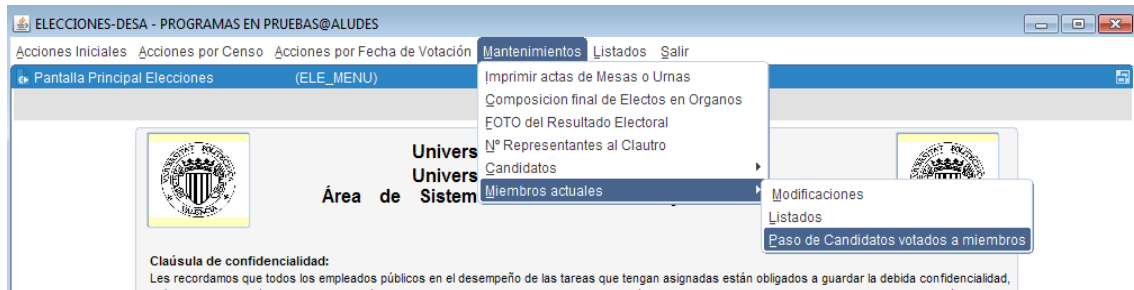 ELECCIONES-DESA - PROGRAMAS EN PRUEBAS@ALUDES
Acciones Iniciales Acciones por Censo Acciones por Fecha de Votación Mantenimientos Listados Salir
Pantalla Principal Elecciones (ELE_MENU)
Imprimir actas de Mesas o Urnas
Composicion final de Electos en Organos
FOTO del Resultado Electoral
Nº Representantes al Clautro
Candidatos
Miembros actuales
Modificaciones
Listados
Paso de Candidatos votados a miembros
Univers
Univers
Área de Sistem
Claúsula de confidencialidad:
Les recordamos que todos los empleados públicos en el desempeño de las tareas que tengan asignadas están obligados a guardar la debida confidencialidad,